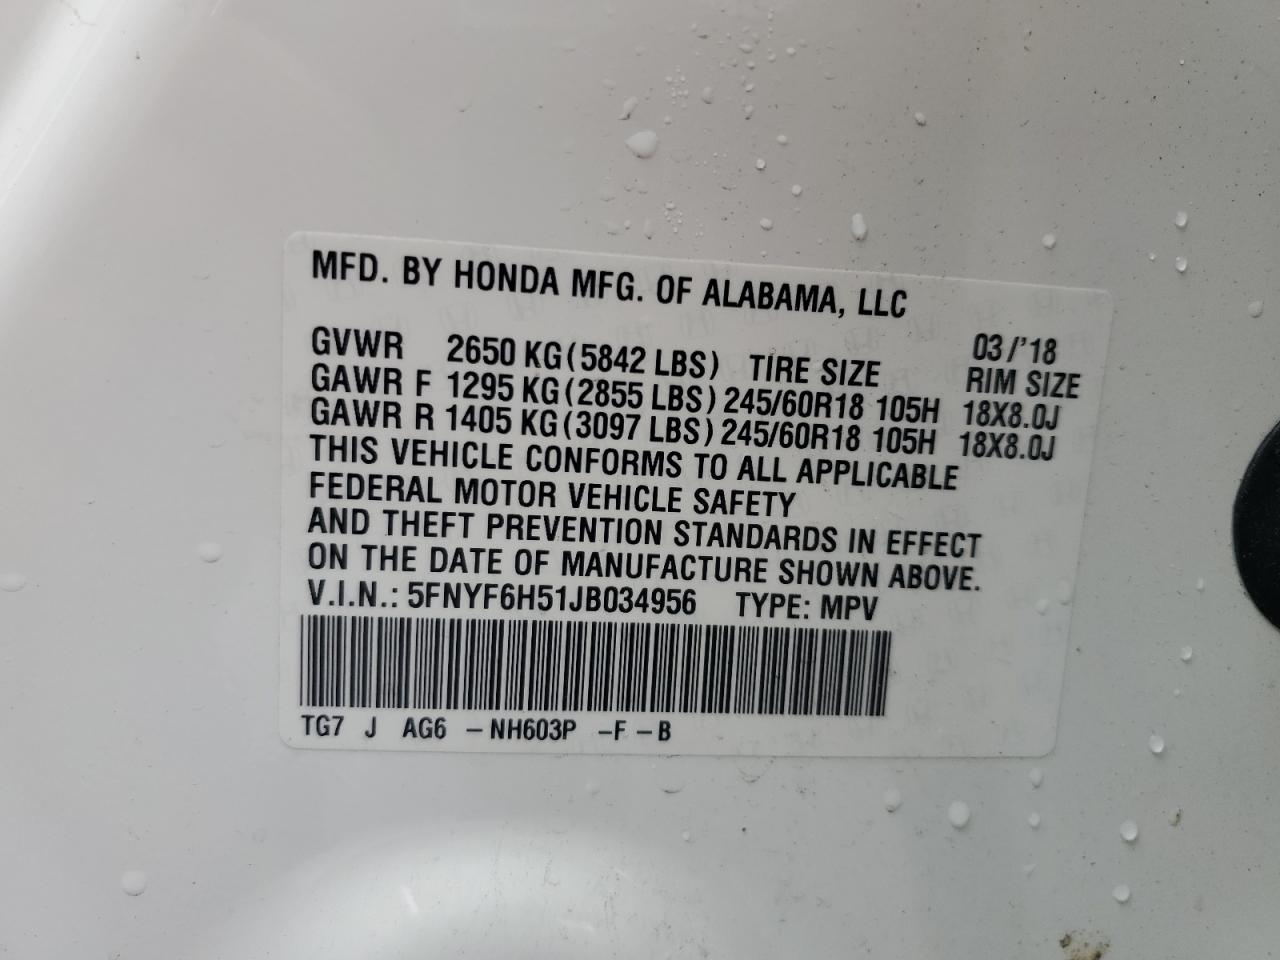 MFD. BY HONDA MFG. OF ALABAMA, LLC
03/'18
GVWR 2650 KG (5842 LBS) TIRE SIZE RIM SIZE
GAWR F 1295 KG (2855 LBS) 245/60R18 105H 18X8.0J
GAWR R 1405 KG (3097 LBS) 245/60R18 105H 18X8.0J
THIS VEHICLE CONFORMS TO ALL APPLICABLE
FEDERAL MOTOR VEHICLE SAFETY
AND THEFT PREVENTION STANDARDS IN EFFECT
ON THE DATE OF MANUFACTURE SHOWN ABOVE.
V.I.N.: 5FNYF6H51JB034956 TYPE: MPV
TG7 J AG6 –NH603P –F –B